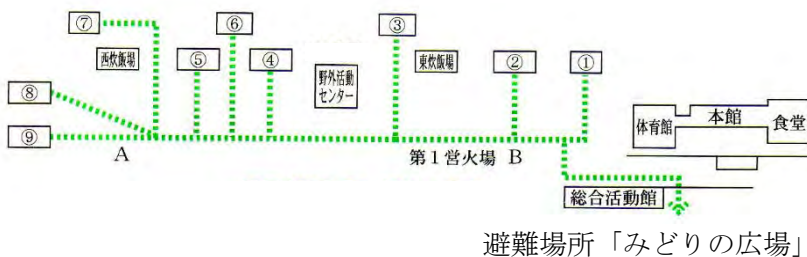 ⑦
⑥
③
西炊飯場
⑤
④
野外活動
センター
東炊飯場
②
①
⑧
⑨
体育館
本館
食堂
A
第1営火場
B
総合活動館
避難場所「みどりの広場」